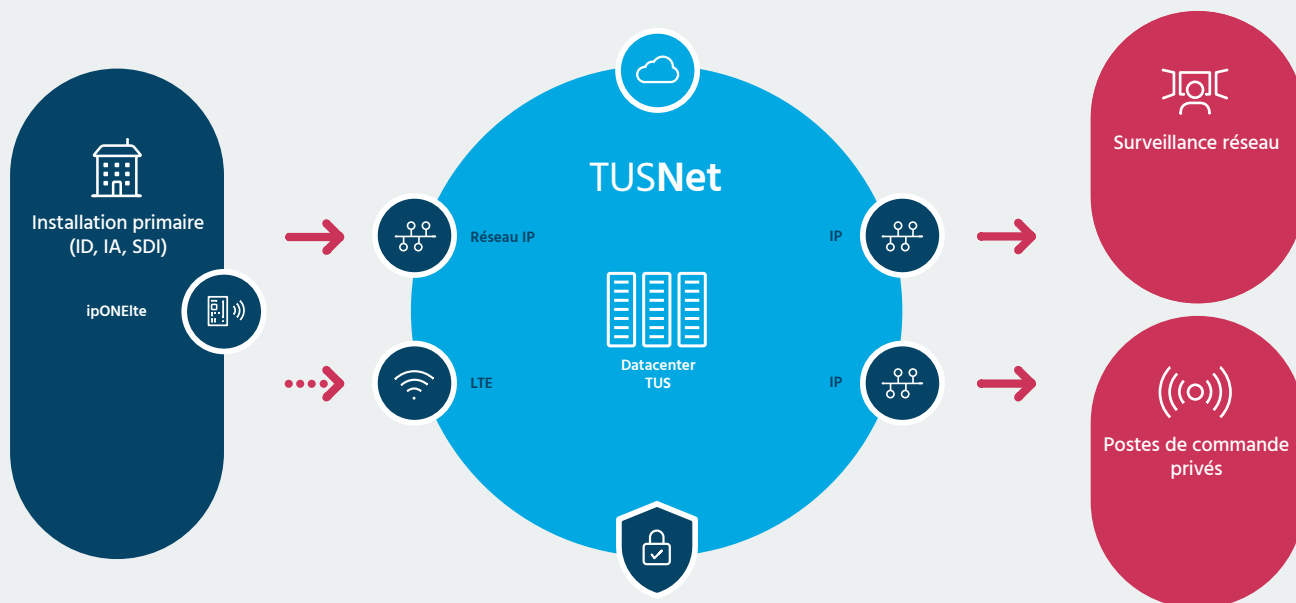 Installation primaire
(ID, IA, SDI)
ipONElte
TUSNet
Réseau IP
LTE
Datacenter
TUS
IP
IP
Surveillance réseau
Postes de commande
privés